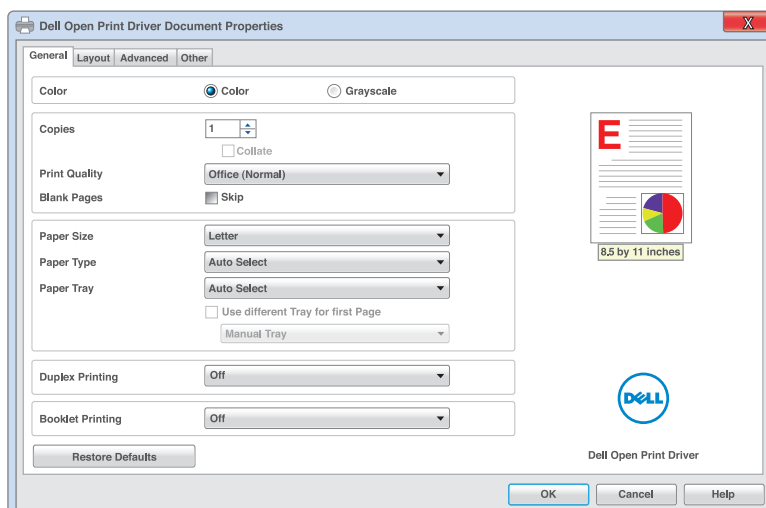 Dell Open Print Driver Document Properties
X
General Layout Advanced Other
Color Color Grayscale
Copies 1
Collate
Print Quality Office (Normal)
Blank Pages Skip
E
Paper Size Letter
8,5 by 11 inches
Paper Type Auto Select
Paper Tray Auto Select
Use different Tray for first Page
Manual Tray
Duplex Printing Off
DELL
Booklet Printing Off
Restore Defaults
Dell Open Print Driver
OK Cancel Help